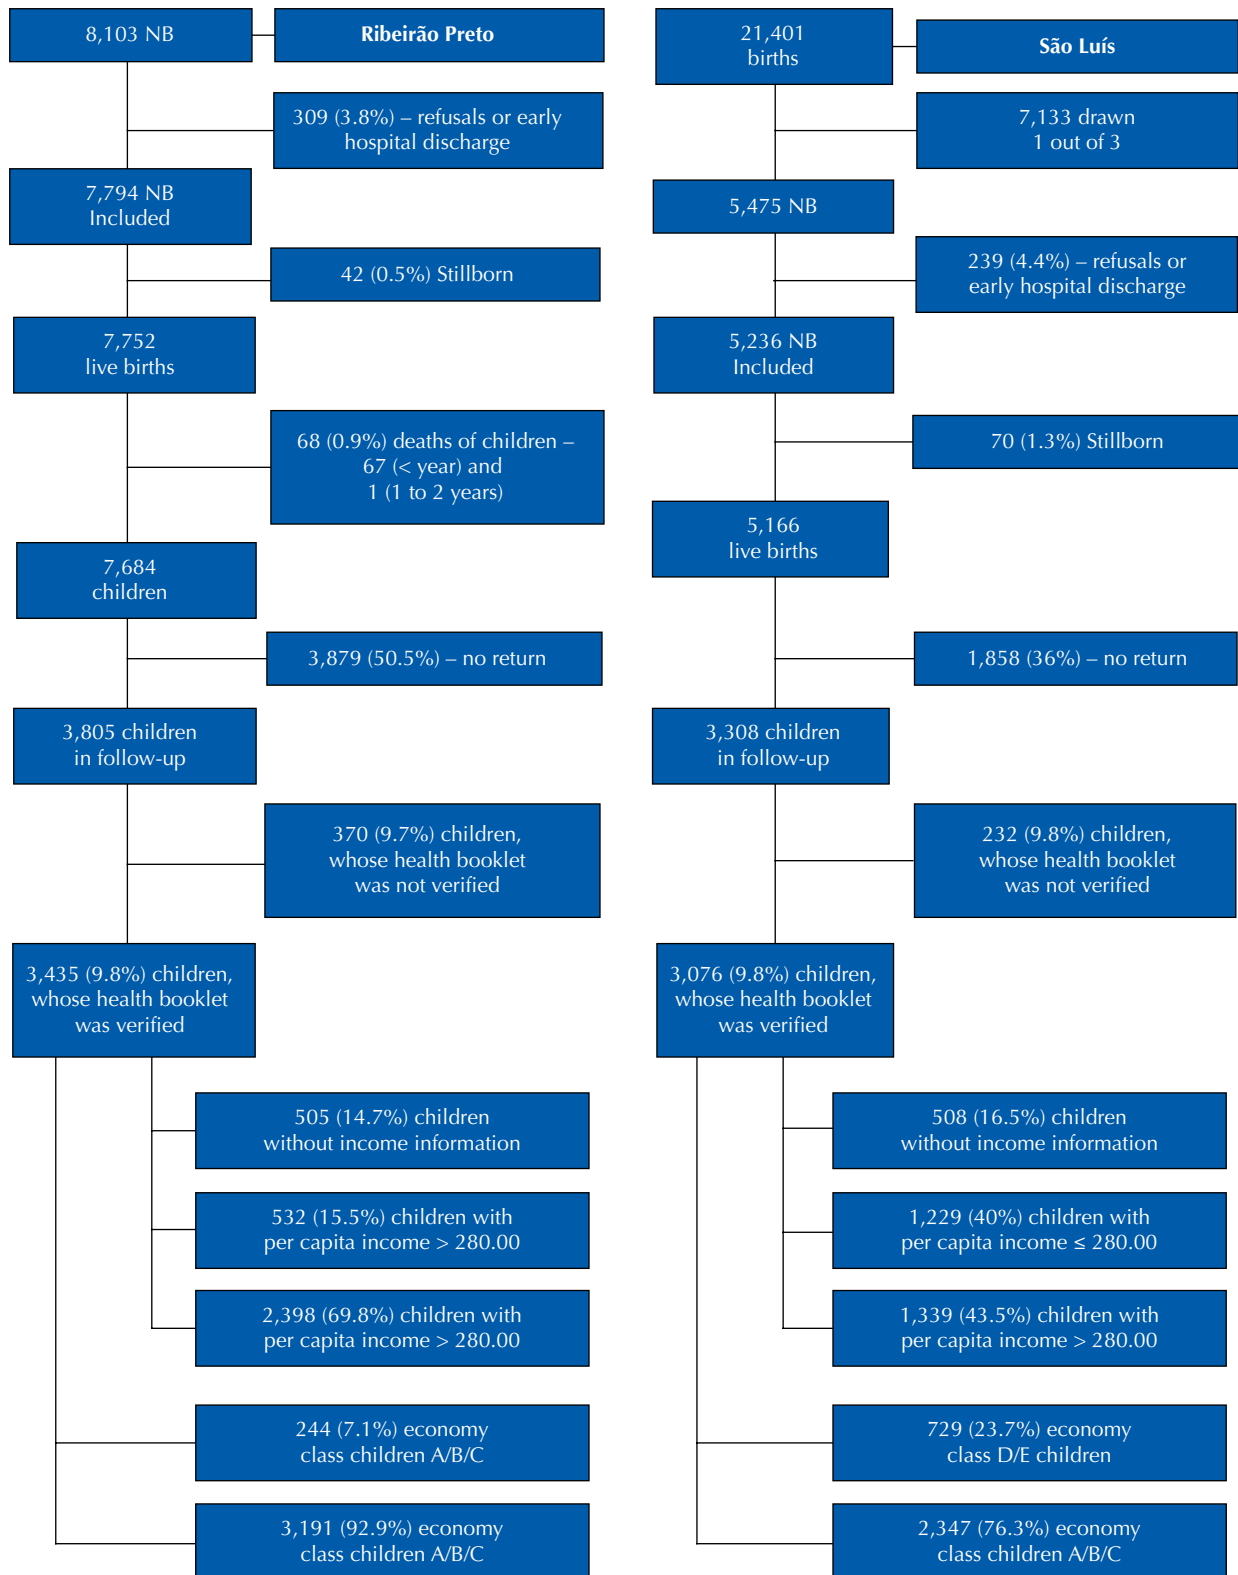 8,103 NB
Ribeirão Preto
309 (3.8%) – refusals or early
hospital discharge
7,794 NB
Included
42 (0.5%) Stillborn
7,752
live births
68 (0.9%) deaths of children –
67 (< year) and
1 (1 to 2 years)
7,684
children
3,879 (50.5%) – no return
3,805 children
in follow-up
370 (9.7%) children,
whose health booklet
was not verified
3,435 (9.8%) children,
whose health booklet
was verified
505 (14.7%) children
without income information
532 (15.5%) children with
per capita income > 280.00
2,398 (69.8%) children with
per capita income > 280.00
244 (7.1%) economy
class children A/B/C
3,191 (92.9%) economy
class children A/B/C
21,401
births
São Luís
7,133 drawn
1 out of 3
5,475 NB
239 (4.4%) – refusals or
early hospital discharge
5,236 NB
Included
70 (1.3%) Stillborn
5,166
live births
1,858 (36%) – no return
3,308 children
in follow-up
232 (9.8%) children,
whose health booklet
was not verified
3,076 (9.8%) children,
whose health booklet
was verified
508 (16.5%) children
without income information
1,229 (40%) children with
per capita income ≤ 280.00
1,339 (43.5%) children with
per capita income > 280.00
729 (23.7%) economy
class D/E children
2,347 (76.3%) economy
class children A/B/C